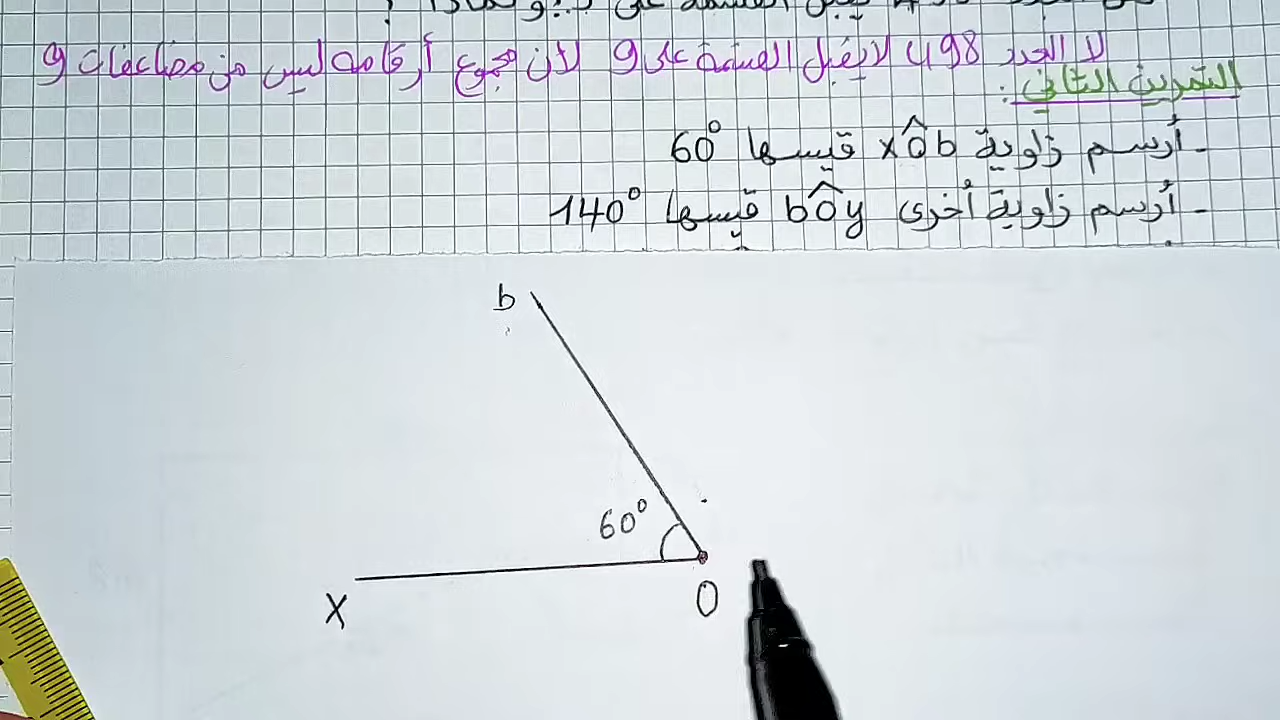 لا العدد 498 لا يقبل القسمة على 9 لأن مجموع أرقامه ليس من مضاعفات 9
التمرين الثاني :
- أرسم زاوية xôb قيسها 60°
- أرسم زاوية أخرى bôy قيسها 140°
b
60°
X
O